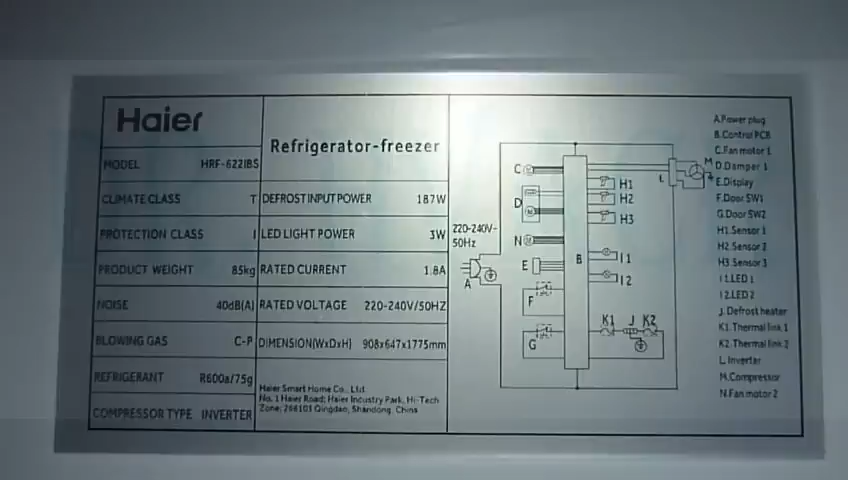 Haier
Refrigerator-freezer
MODEL HRF-622IBS
CLIMATE CLASS T
DEFROST INPUT POWER 187W
PROTECTION CLASS I
LED LIGHT POWER 3W
PRODUCT WEIGHT 85kg
RATED CURRENT 1.8A
NOISE 40dB(A)
RATED VOLTAGE 220-240V/50HZ
BLOWING GAS C-P
DIMENSION(WxDxH) 908x647x1775mm
REFRIGERANT R600a/75g
COMPRESSOR TYPE INVERTER
Haier Smart Home Co., Ltd.
No. 1 Haier Road, Haier Industry Park, Hi-Tech
Zone, 266101 Qingdao, Shandong, China
220-240V~
50Hz
A
B
C
M
D
M
N
M
E
F
G
H1
H2
H3
I1
I2
K1 J K2
L
M
A.Power plug
B.Control PCB
C.Fan motor 1
D.Damper 1
E.Display
F.Door SW1
G.Door SW2
H1.Sensor 1
H2.Sensor 2
H3.Sensor 3
I1.LED 1
I2.LED 2
J. Defrost heater
K1.Thermal link 1
K2.Thermal link 2
L. Inverter
M.Compressor
N.Fan motor 2